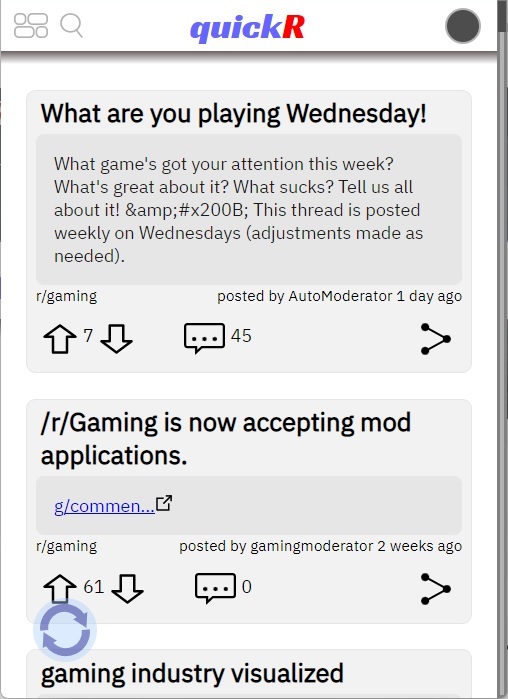 quickR
What are you playing Wednesday!
What game's got your attention this week?
What's great about it? What sucks? Tell us all
about it! &amp;#x200B; This thread is posted
weekly on Wednesdays (adjustments made as
needed).
r/gaming posted by AutoModerator 1 day ago
7 45
/r/Gaming is now accepting mod
applications.
g/commen...
r/gaming posted by gamingmoderator 2 weeks ago
61 0
gaming industry visualized